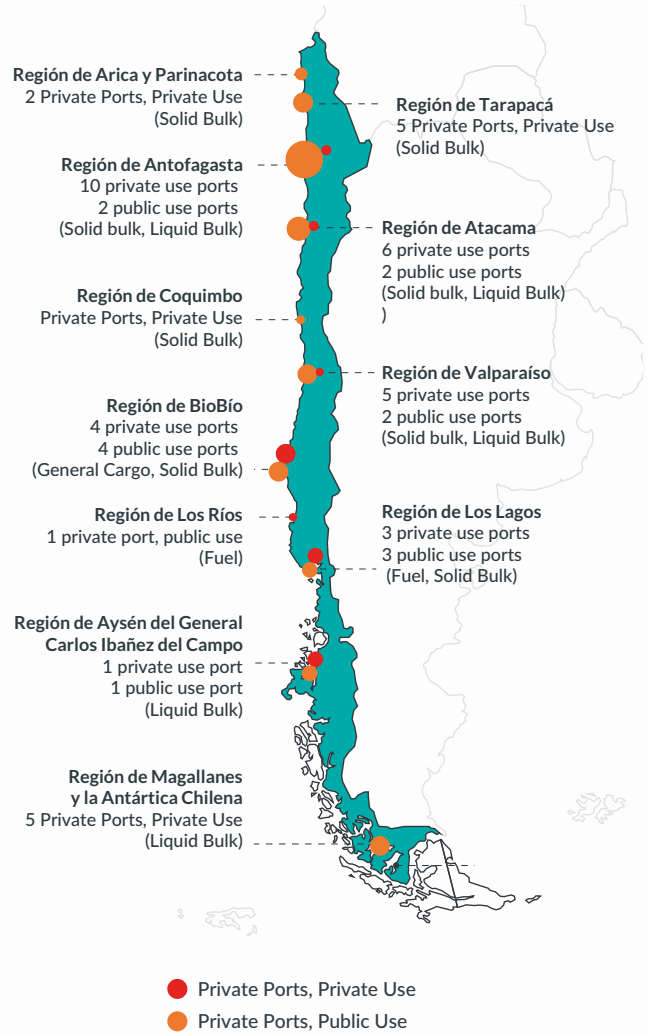 Región de Arica y Parinacota
2 Private Ports, Private Use
(Solid Bulk)
Región de Tarapacá
5 Private Ports, Private Use
(Solid Bulk)
Región de Antofagasta
10 private use ports
2 public use ports
(Solid bulk, Liquid Bulk)
Región de Atacama
6 private use ports
2 public use ports
(Solid bulk, Liquid Bulk)
)
Región de Coquimbo
Private Ports, Private Use
(Solid Bulk)
Región de Valparaíso
5 private use ports
2 public use ports
(Solid bulk, Liquid Bulk)
Región de BioBío
4 private use ports
4 public use ports
(General Cargo, Solid Bulk)
Región de Los Ríos
1 private port, public use
(Fuel)
Región de Los Lagos
3 private use ports
3 public use ports
(Fuel, Solid Bulk)
Región de Aysén del General
Carlos Ibañez del Campo
1 private use port
1 public use port
(Liquid Bulk)
Región de Magallanes
y la Antártica Chilena
5 Private Ports, Private Use
(Liquid Bulk)
Private Ports, Private Use
Private Ports, Public Use